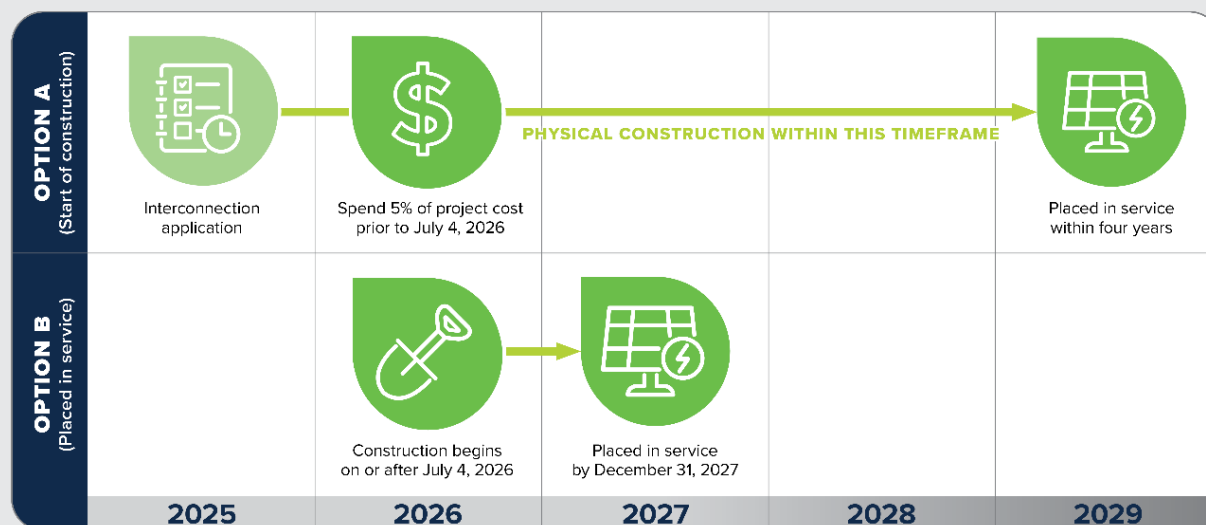 OPTION A
(Start of construction)
Interconnection
application
Spend 5% of project cost
prior to July 4, 2026
PHYSICAL CONSTRUCTION WITHIN THIS TIMEFRAME
Placed in service
within four years
OPTION B
(Placed in service)
Construction begins
on or after July 4, 2026
Placed in service
by December 31, 2027
2025
2026
2027
2028
2029